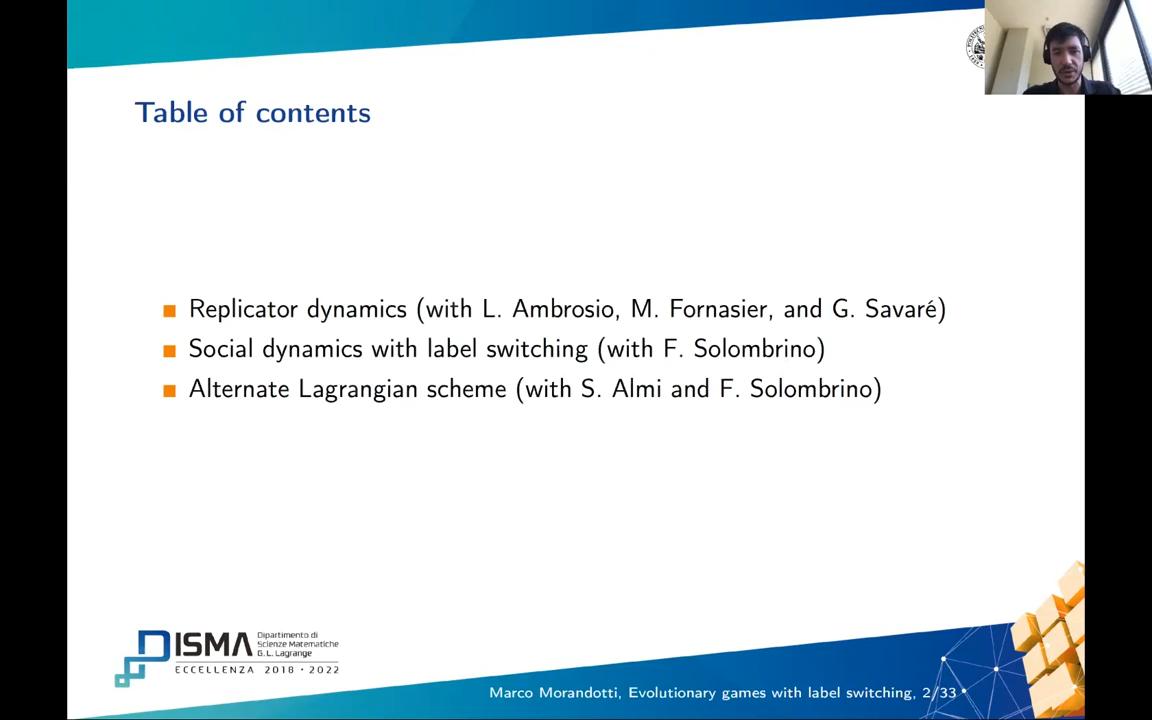 Table of contents
Replicator dynamics (with L. Ambrosio, M. Fornasier, and G. Savaré)
Social dynamics with label switching (with F. Solombrino)
Alternate Lagrangian scheme (with S. Almi and F. Solombrino)
DISMA
Dipartimento di
Scienze Matematiche
G. L. Lagrange
ECCELLENZA 2018 · 2022
Marco Morandotti, Evolutionary games with label switching, 2/33